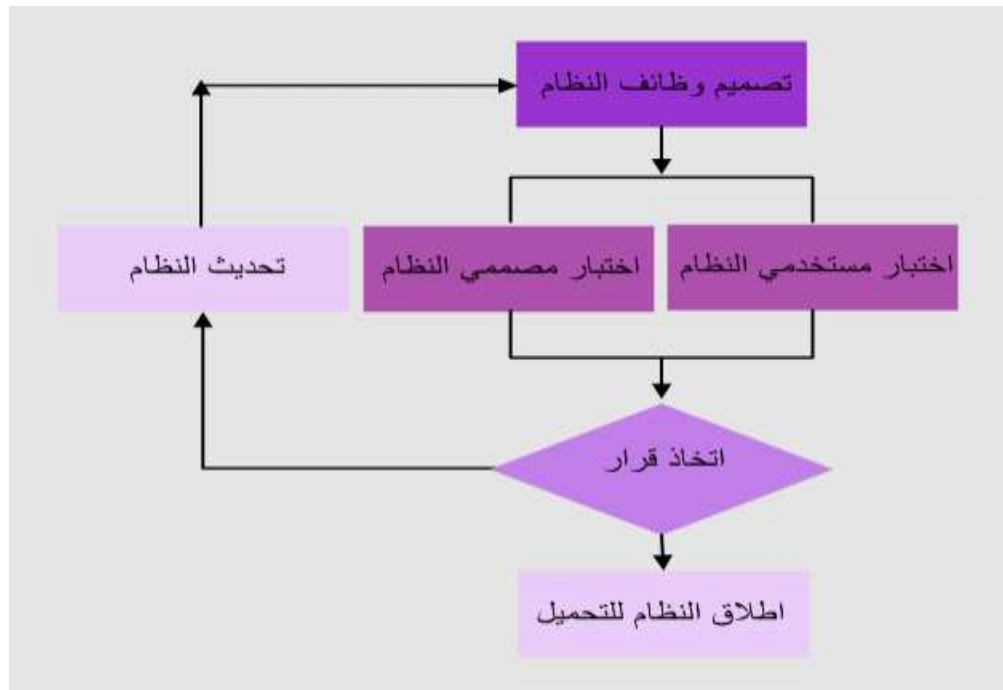 تصميم وظائف النظام
اختبار مستخدمي النظام
اختبار مصممي النظام
تحديث النظام
اتخاذ قرار
اطلاق النظام للتحميل